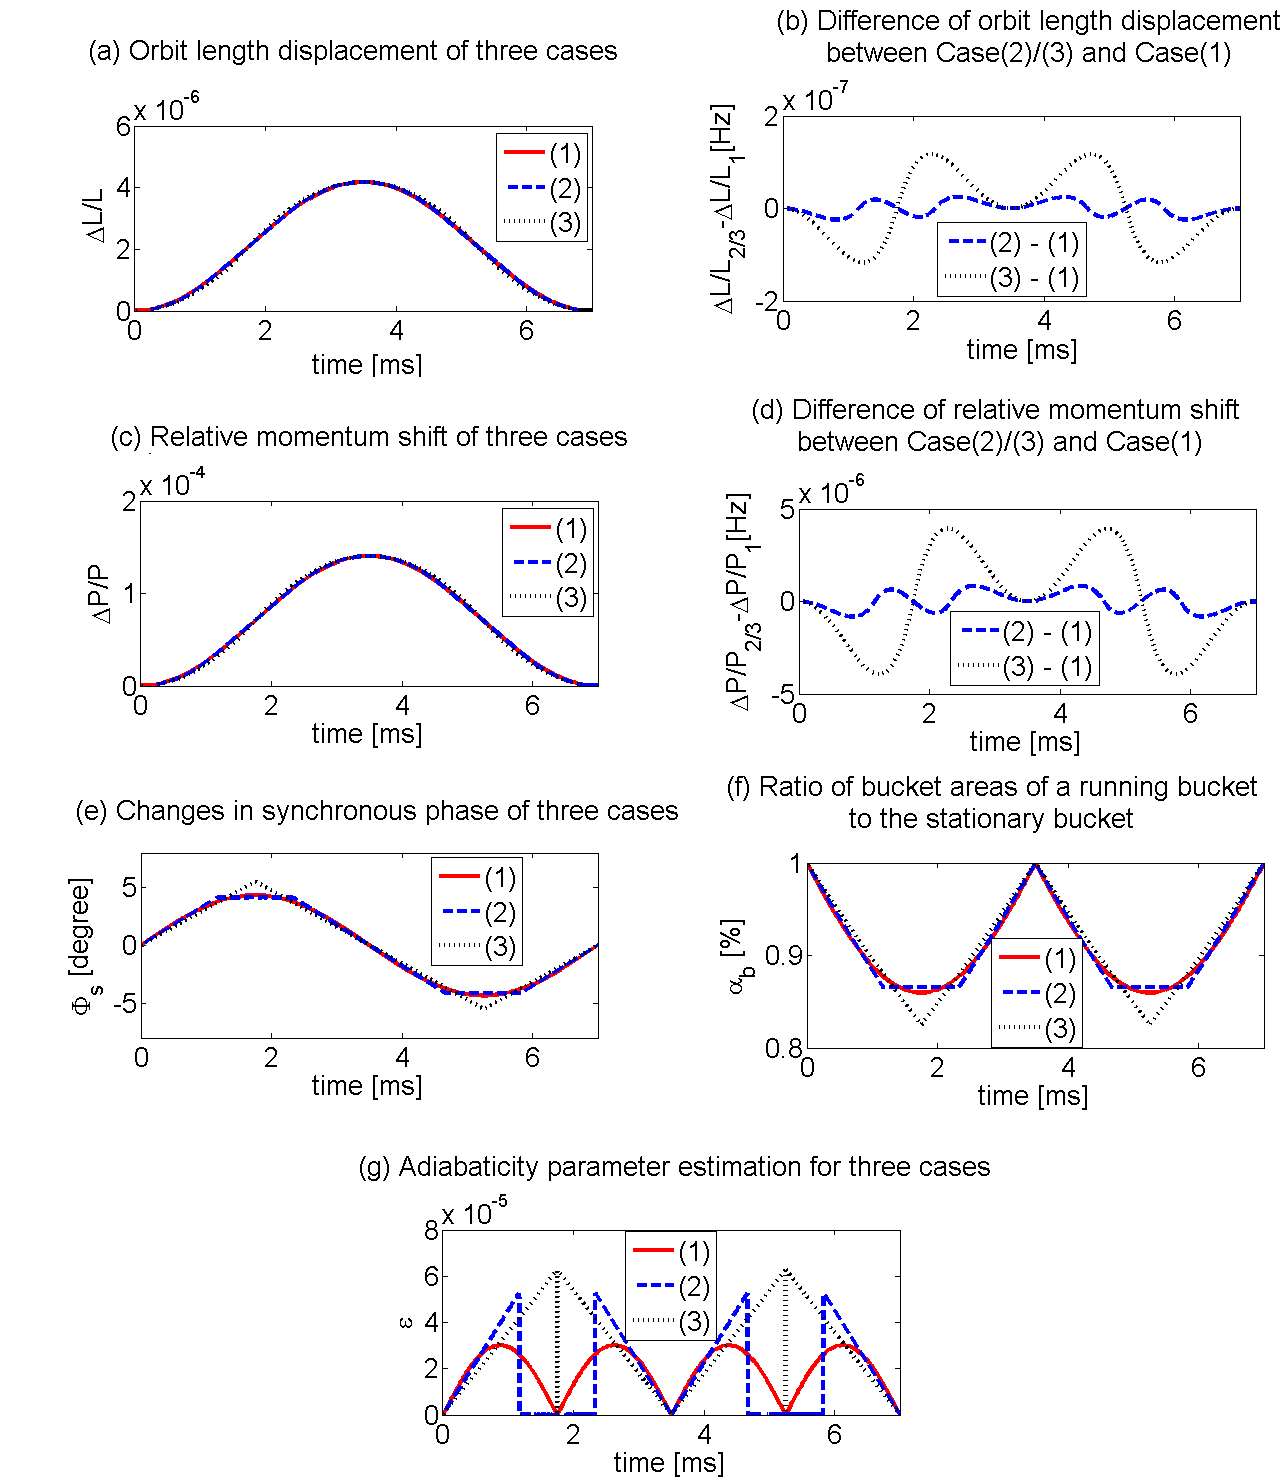 (a) Orbit length displacement of three cases
x 10-6
6
4
2
0
ΔL/L
(1)
(2)
(3)
0 2 4 6
time [ms]
(b) Difference of orbit length displacement
between Case(2)/(3) and Case(1)
x 10-7
2
0
-2
ΔL/L2/3-ΔL/L1[Hz]
(2) - (1)
(3) - (1)
0 2 4 6
time [ms]
(c) Relative momentum shift of three cases
x 10-4
2
1
0
ΔP/P
(1)
(2)
(3)
0 2 4 6
time [ms]
(d) Difference of relative momentum shift
between Case(2)/(3) and Case(1)
x 10-6
5
0
-5
ΔP/P2/3-ΔP/P1[Hz]
(2) - (1)
(3) - (1)
0 2 4 6
time [ms]
(e) Changes in synchronous phase of three cases
5
0
-5
Φs [degree]
(1)
(2)
(3)
0 2 4 6
time [ms]
(f) Ratio of bucket areas of a running bucket
to the stationary bucket
1
0.9
0.8
αb [%]
(1)
(2)
(3)
0 2 4 6
time [ms]
(g) Adiabaticity parameter estimation for three cases
x 10-5
8
6
4
2
0
ε
(1)
(2)
(3)
0 2 4 6
time [ms]